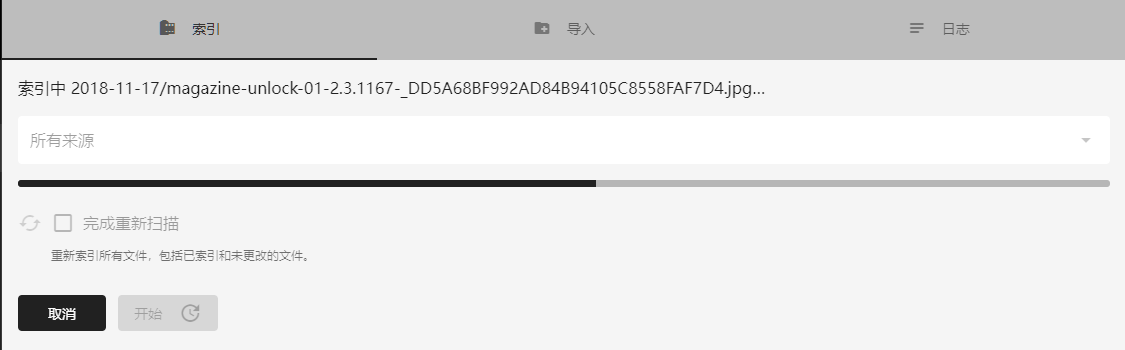 索引 导入 日志
索引中 2018-11-17/magazine-unlock-01-2.3.1167-_DD5A68BF992AD84B94105C8558FAF7D4.jpg...
所有来源
完成重新扫描
重新索引所有文件，包括已索引和未更改的文件。
取消 开始